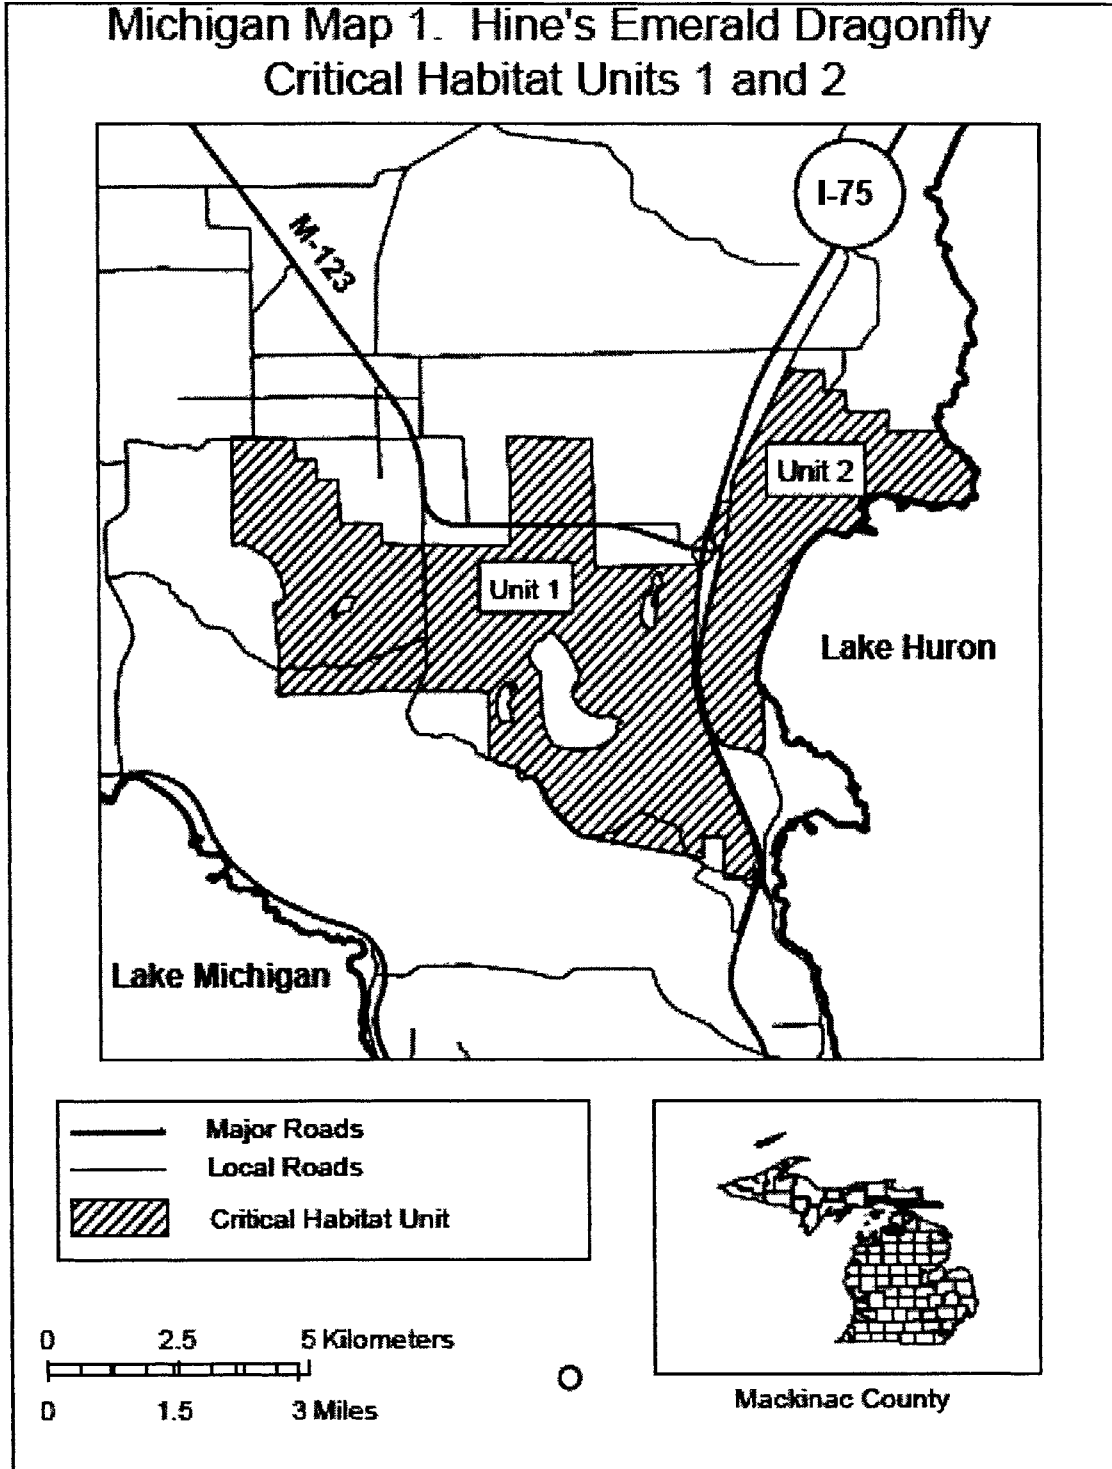 Michigan Map 1. Hine's Emerald Dragonfly
Critical Habitat Units 1 and 2
I-75
M-123
Unit 2
Unit 1
Lake Huron
Lake Michigan
Major Roads
Local Roads
Critical Habitat Unit
0 2.5 5 Kilometers
0 1.5 3 Miles
Mackinac County